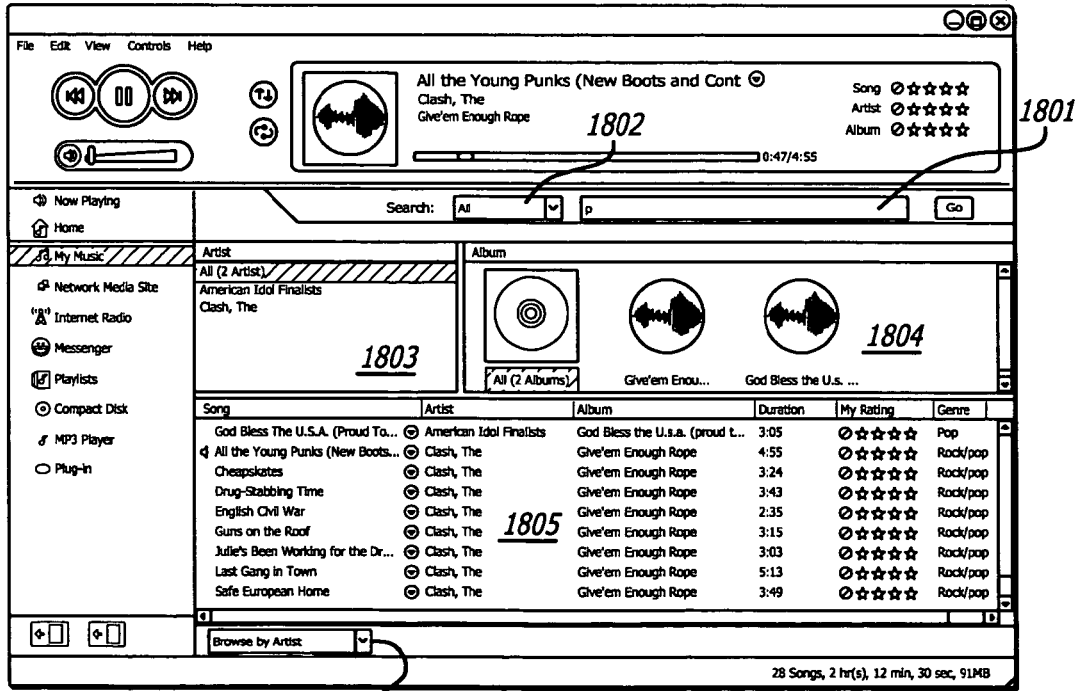 File Edit View Controls Help
All the Young Punks (New Boots and Cont
Clash, The
Give'em Enough Rope
0:47/4:55
Song
Artist
Album
1801
1802
Now Playing
Home
My Music
Network Media Site
Internet Radio
Messenger
Playlists
Compact Disk
MP3 Player
Plug-in
Search: All p Go
Artist
All (2 Artist)
American Idol Finalists
Clash, The
1803
Album
All (2 Albums)
Give'em Enou...
God Bless the U.s. ...
1804
Song Artist Album Duration My Rating Genre
God Bless The U.S.A. (Proud To... American Idol Finalists God Bless the U.s.a. (proud t... 3:05 Pop
All the Young Punks (New Boots... Clash, The Give'em Enough Rope 4:55 Rock/pop
Cheapskates Clash, The Give'em Enough Rope 3:24 Rock/pop
Drug-Stabbing Time Clash, The Give'em Enough Rope 3:43 Rock/pop
English Civil War Clash, The Give'em Enough Rope 2:35 Rock/pop
Guns on the Roof Clash, The Give'em Enough Rope 3:15 Rock/pop
Julie's Been Working for the Dr... Clash, The Give'em Enough Rope 3:03 Rock/pop
Last Gang in Town Clash, The Give'em Enough Rope 5:13 Rock/pop
Safe European Home Clash, The Give'em Enough Rope 3:49 Rock/pop
1805
Browse by Artist
28 Songs, 2 hr(s), 12 min, 30 sec, 91MB